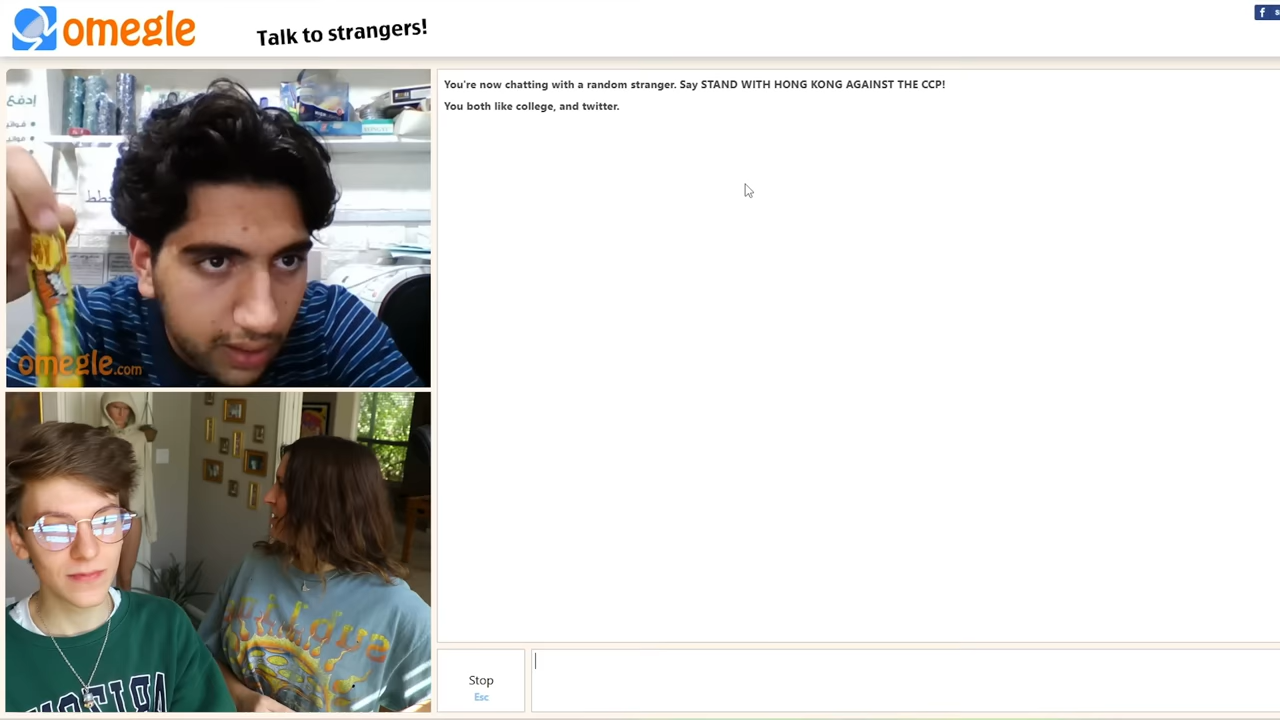 omegle
Talk to strangers!
f s
إدفع
You're now chatting with a random stranger. Say STAND WITH HONG KONG AGAINST THE CCP!
You both like college, and twitter.
omegle.com
Stop
Esc